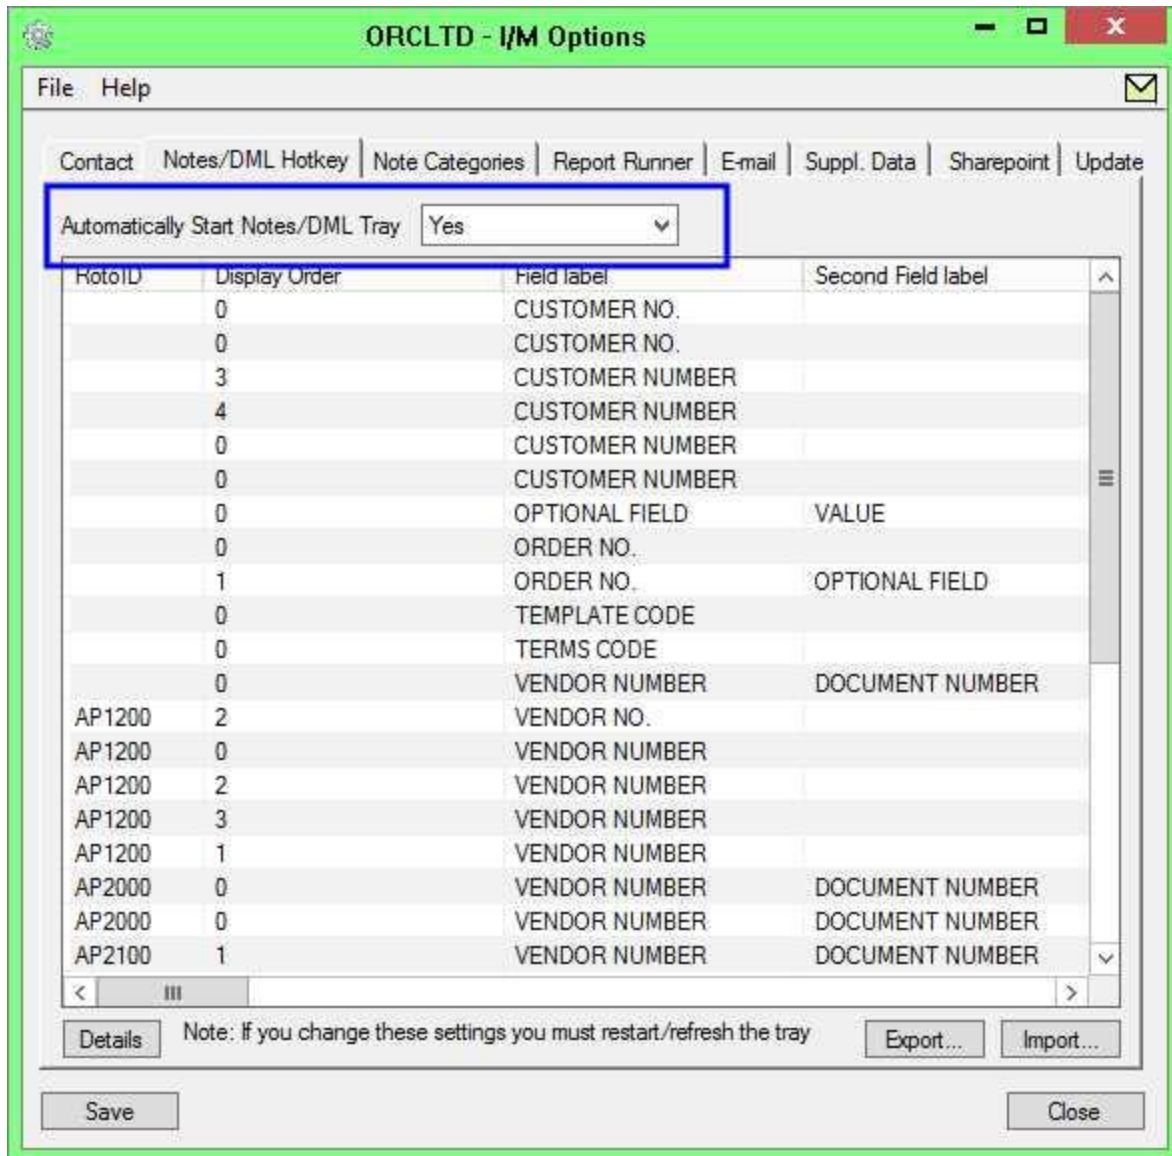 ORCLTD - I/M Options
File Help
Contact Notes/DML Hotkey Note Categories Report Runner E-mail Suppl. Data Sharepoint Update
Automatically Start Notes/DML Tray Yes
RotoID Display Order Field label Second Field label
0 CUSTOMER NO.
0 CUSTOMER NO.
3 CUSTOMER NUMBER
4 CUSTOMER NUMBER
0 CUSTOMER NUMBER
0 CUSTOMER NUMBER
0 OPTIONAL FIELD VALUE
0 ORDER NO.
1 ORDER NO. OPTIONAL FIELD
0 TEMPLATE CODE
0 TERMS CODE
0 VENDOR NUMBER DOCUMENT NUMBER
AP1200 2 VENDOR NO.
AP1200 0 VENDOR NUMBER
AP1200 2 VENDOR NUMBER
AP1200 3 VENDOR NUMBER
AP1200 1 VENDOR NUMBER
AP2000 0 VENDOR NUMBER DOCUMENT NUMBER
AP2000 0 VENDOR NUMBER DOCUMENT NUMBER
AP2100 1 VENDOR NUMBER DOCUMENT NUMBER
Details Note: If you change these settings you must restart/refresh the tray Export... Import...
Save Close